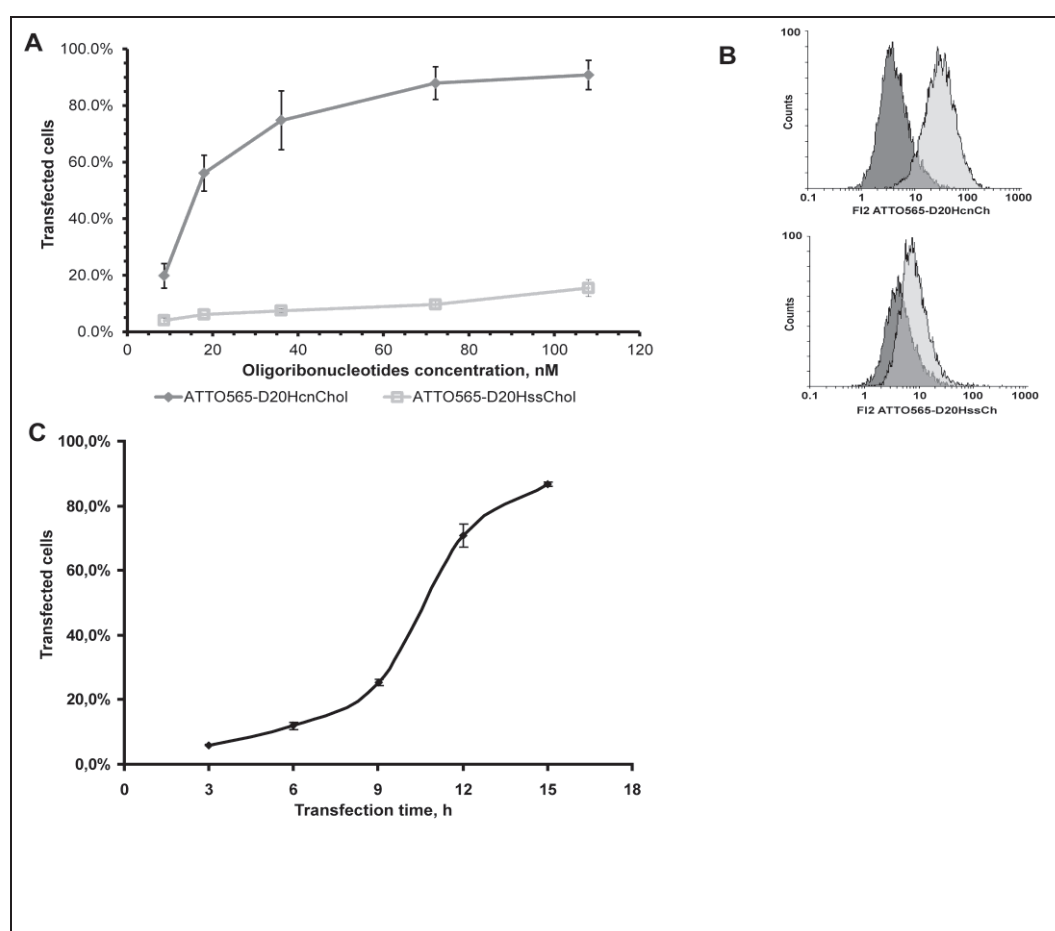 A
100.0%
80.0%
60.0%
40.0%
20.0%
0.0%
Transfected cells
0 20 40 60 80 100 120
Oligoribonucleotides concentration, nM
ATTO565-D20HcnChol ATTO565-D20HssChol
B
100
Counts
0.1 1 10 100 1000
Fl2 ATTO565-D20HcnCh
100
Counts
0.1 1 10 100 1000
Fl2 ATTO565-D20HssCh
C
100,0%
80,0%
60,0%
40,0%
20,0%
0,0%
Transfected cells
0 3 6 9 12 15 18
Transfection time, h